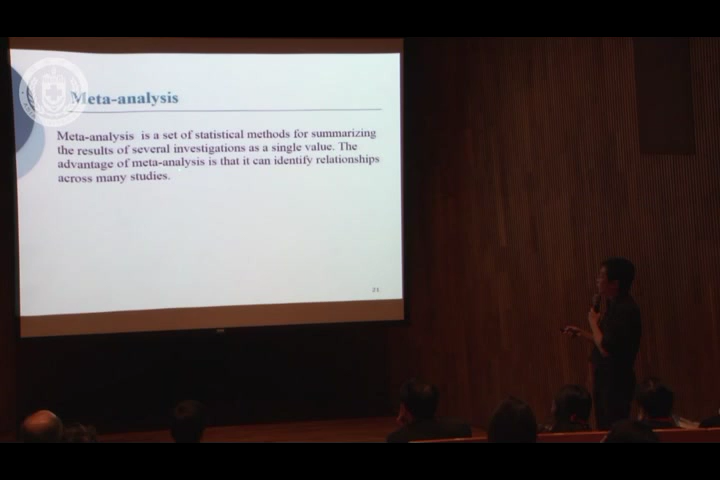 Meta-analysis
Meta-analysis is a set of statistical methods for summarizing
the results of several investigations as a single value. The
advantage of meta-analysis is that it can identify relationships
across many studies.